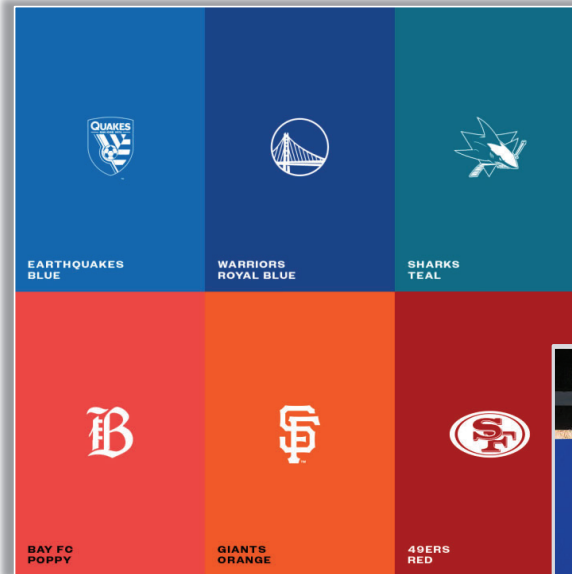 QUAKES
EARTHQUAKES
BLUE
WARRIORS
ROYAL BLUE
SHARKS
TEAL
B
SF
SF
BAY FC
POPPY
GIANTS
ORANGE
49ERS
RED